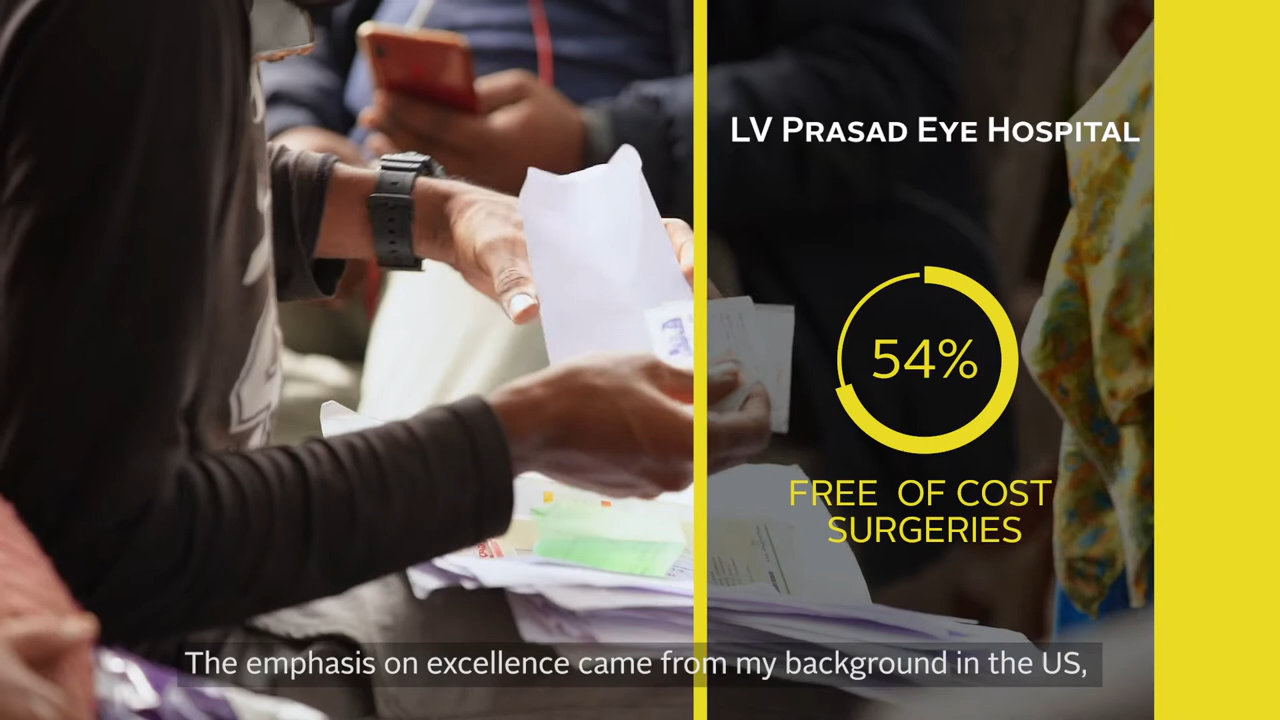 LV PRASAD EYE HOSPITAL
54%
FREE OF COST
SURGERIES
The emphasis on excellence came from my background in the US,